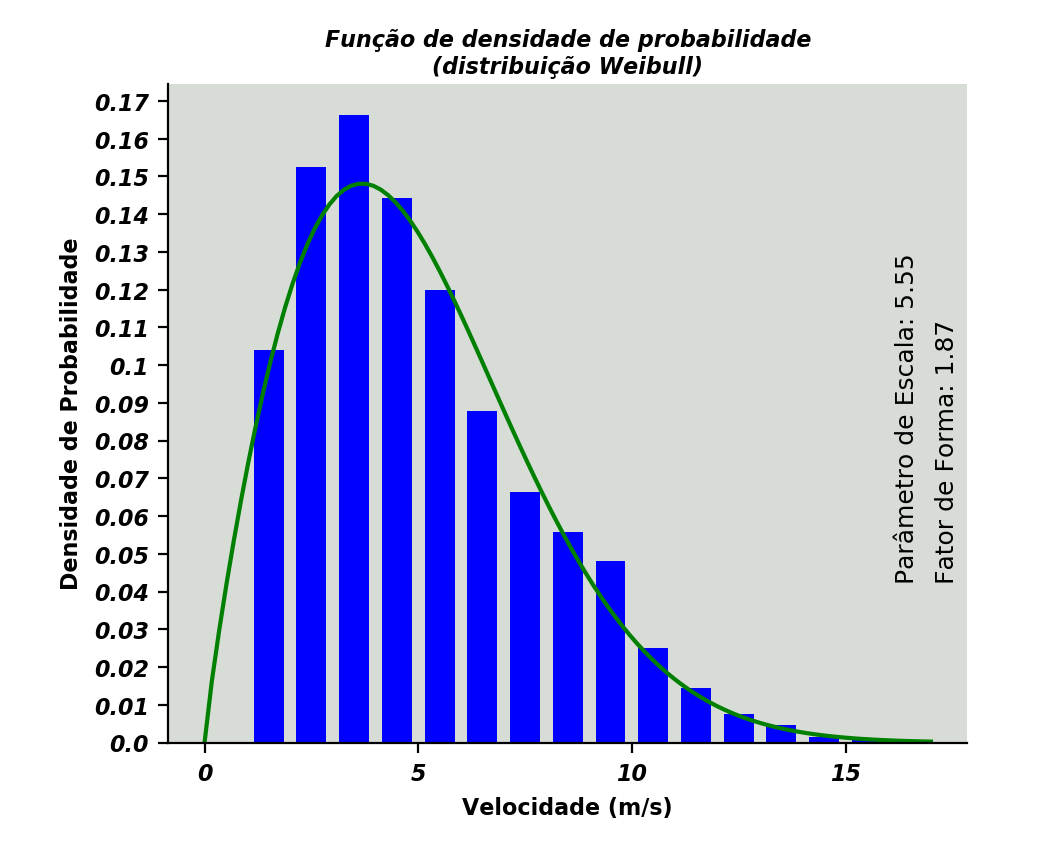 Função de densidade de probabilidade
(distribuição Weibull)
Densidade de Probabilidade
0.17
0.16
0.15
0.14
0.13
0.12
0.11
0.1
0.09
0.08
0.07
0.06
0.05
0.04
0.03
0.02
0.01
0.0
Parâmetro de Escala: 5.55
Fator de Forma: 1.87
0 5 10 15
Velocidade (m/s)